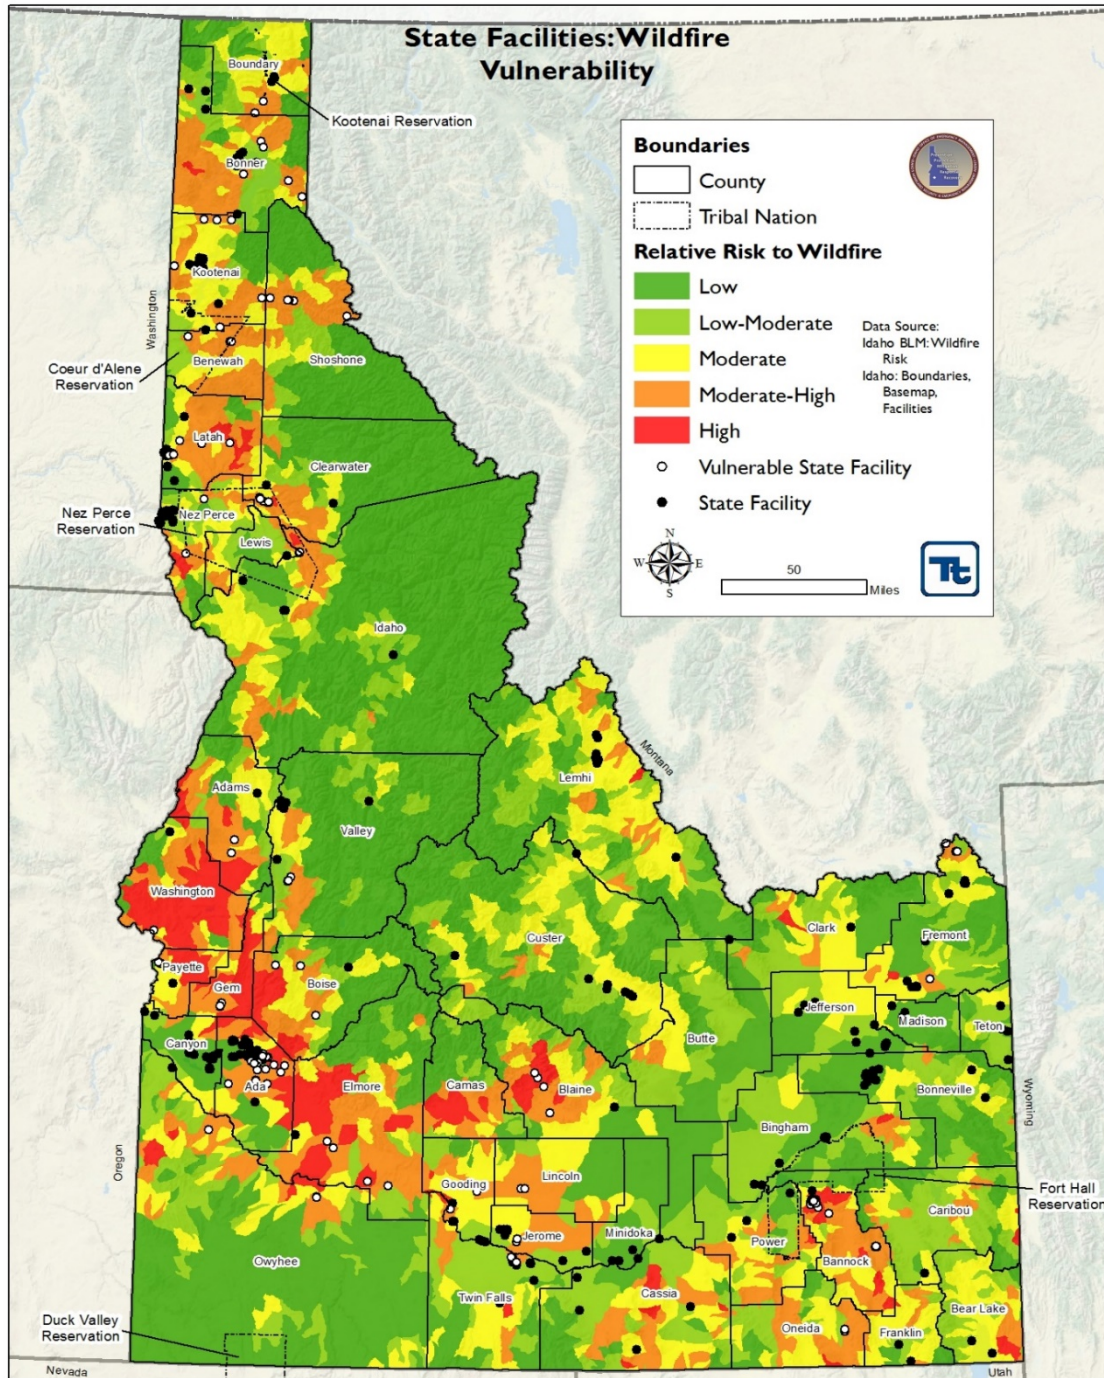 State Facilities: Wildfire
Vulnerability
Boundary
Kootenai Reservation
Bonner
Kootenai
Washington
Coeur d'Alene
Reservation
Benewah
Shoshone
Latah
Clearwater
Nez Perce
Reservation
Nez Perce
Lewis
Idaho
Boundaries
County
Tribal Nation
Relative Risk to Wildfire
Low
Low-Moderate
Moderate
Moderate-High
High
Data Source:
Idaho BLM: Wildfire
Risk
Idaho: Boundaries,
Basemap,
Facilities
Vulnerable State Facility
State Facility
N
W
E
S
50
Miles
Tt
Montana
Lemhi
Adams
Valley
Washington
Custer
Clark
Fremont
Payette
Gem
Boise
Jefferson
Madison
Teton
Canyon
Butte
Ada
Elmore
Camas
Blaine
Bonneville
Wyoming
Oregon
Bingham
Gooding
Lincoln
Fort Hall
Reservation
Caribou
Jerome
Minidoka
Power
Bannock
Owyhee
Twin Falls
Cassia
Oneida
Franklin
Bear Lake
Duck Valley
Reservation
Nevada
Utah